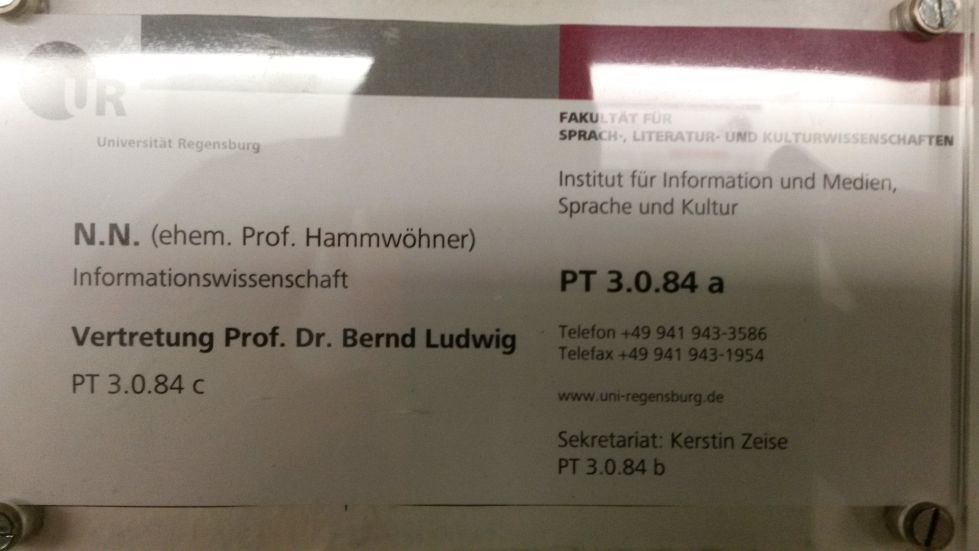 UR
Universität Regensburg
N.N. (ehem. Prof. Hammwöhner)
Informationswissenschaft
Vertretung Prof. Dr. Bernd Ludwig
PT 3.0.84 c
FAKULTÄT FÜR
SPRACH-, LITERATUR- UND KULTURWISSENSCHAFTEN
Institut für Information und Medien,
Sprache und Kultur
PT 3.0.84 a
Telefon +49 941 943-3586
Telefax +49 941 943-1954
www.uni-regensburg.de
Sekretariat: Kerstin Zeise
PT 3.0.84 b